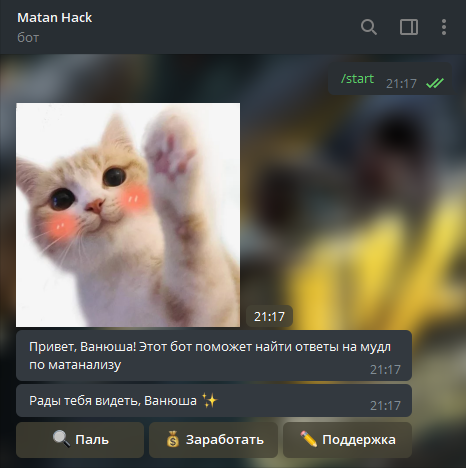 Matan Hack
бот
/start 21:17
21:17
Привет, Ванюша! Этот бот поможет найти ответы на мудл
по матанализу 21:17
Рады тебя видеть, Ванюша ✨ 21:17
🔍 Паль 💰 Заработать ✏️ Поддержка